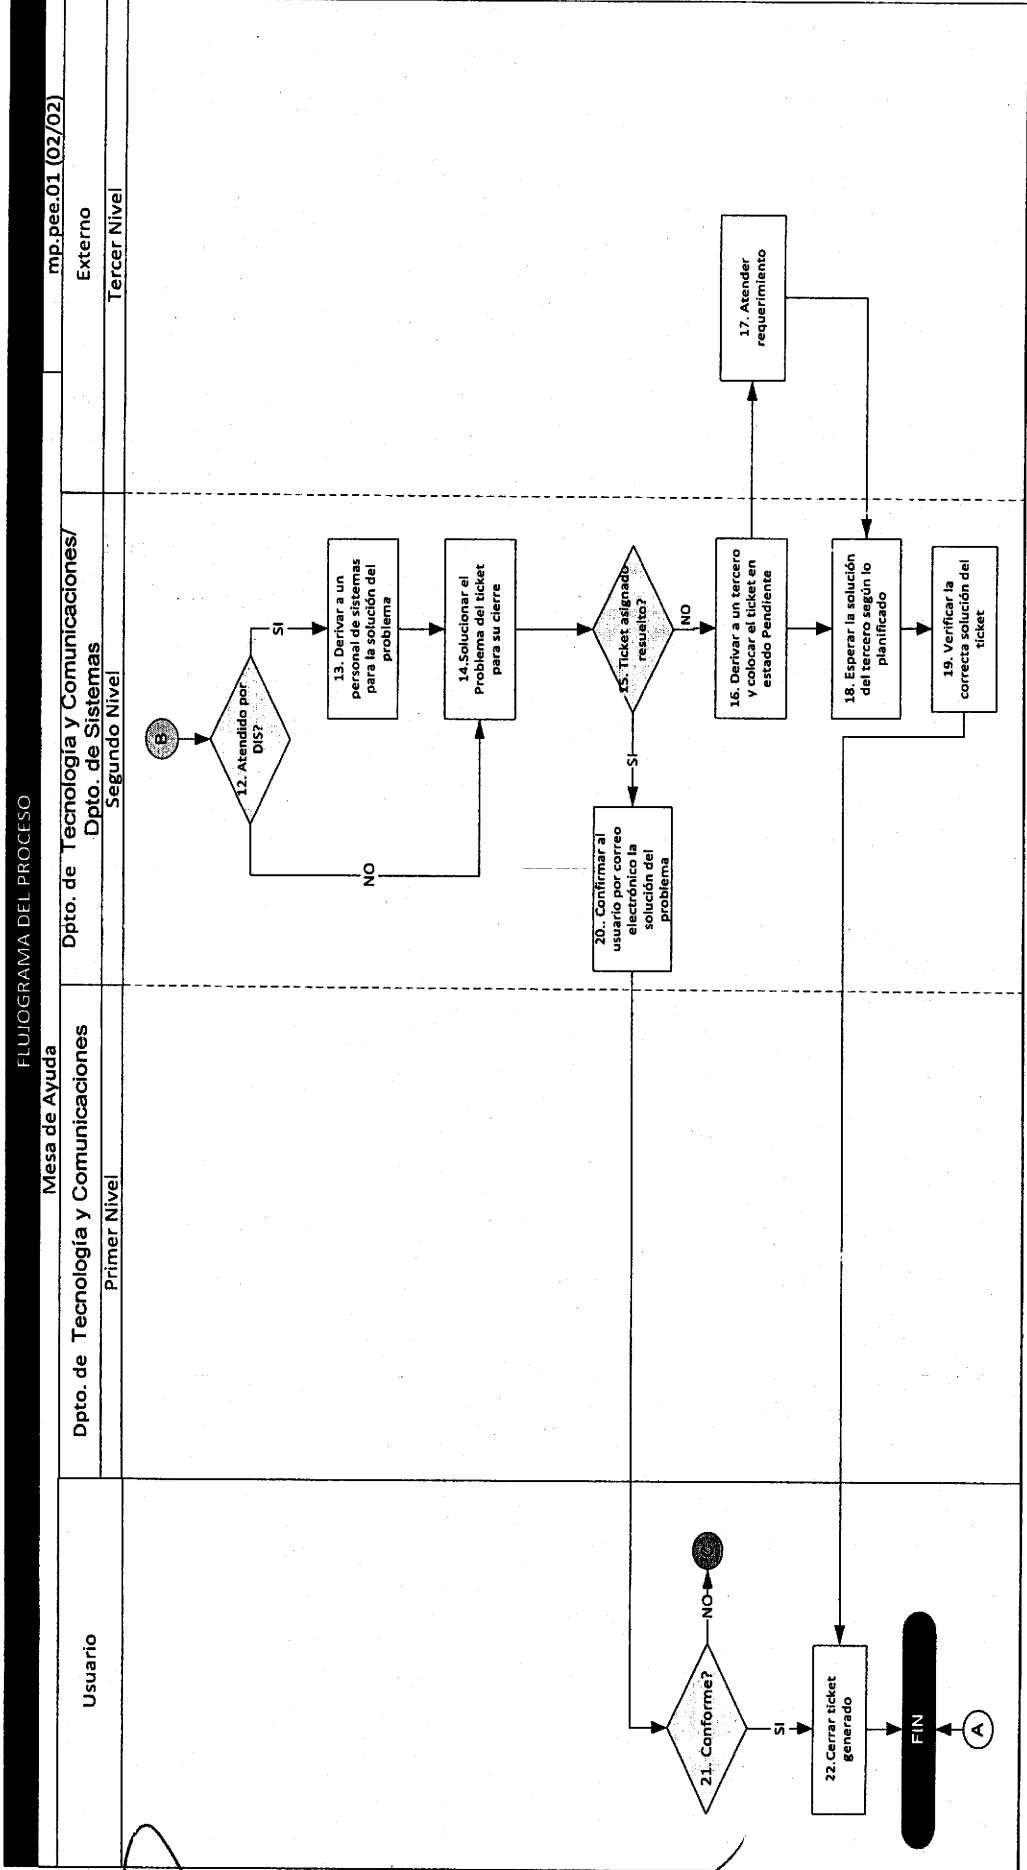 FLUJOGRAMA DEL PROCESO
Mesa de Ayuda
mp.pee.01 (02/02)
Usuario
Dpto. de Tecnología y Comunicaciones
Primer Nivel
Dpto. de Tecnología y Comunicaciones/
Dpto. de Sistemas
Segundo Nivel
Externo
Tercer Nivel
B
12. Atendido por
DIS?
SI
NO
13. Derivar a un
personal de sistemas
para la solución del
problema
14.Solucionar el
Problema del ticket
para su cierre
15. Ticket asignado
resuelto?
SI
NO
20.. Confirmar al
usuario por correo
electrónico la
solución del
problema
16. Derivar a un tercero
y colocar el ticket en
estado Pendiente
17. Atender
requerimiento
18. Esperar la solución
del tercero según lo
planificado
19. Verificar la
correcta solución del
ticket
21. Conforme?
NO
SI
22.Cerrar ticket
generado
FIN
A